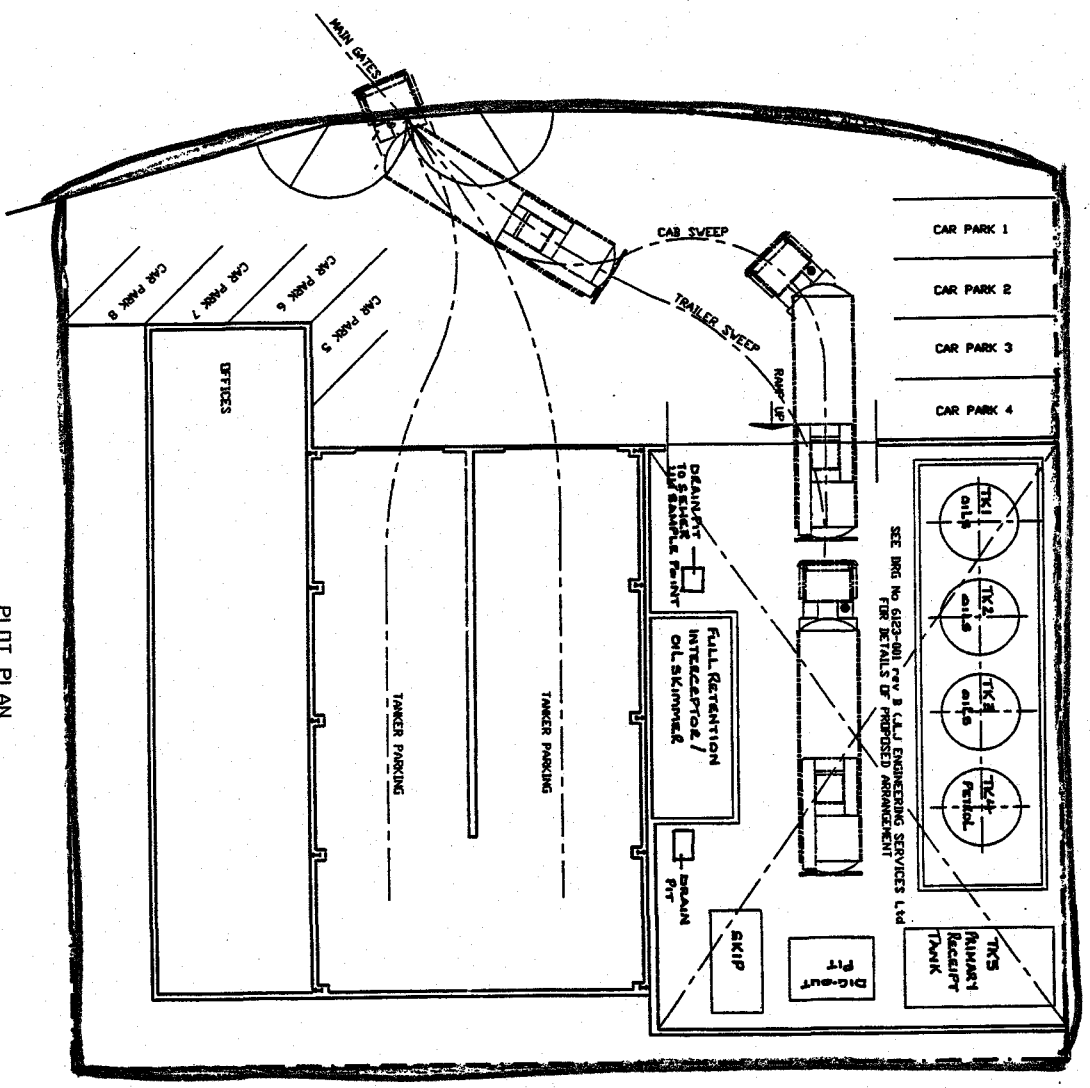 MAIN GATES
CAB SWEEP
TRAILER SWEEP
RAMP UP
CAR PARK 1
CAR PARK 2
CAR PARK 3
CAR PARK 4
CAR PARK 5
CAR PARK 6
CAR PARK 7
CAR PARK 8
OFFICES
TANKER PARKING
TANKER PARKING
DRAIN PIT
TO SEWER
SAMPLE POINT
FULL RETENTION
INTERCEPTOR /
OIL SKIMMER
DRAIN
PIT
SKIP
DIG-OUT
PIT
TK5
PRIMARY
RECEIPT
TANK
TK1
OILS
TK2
OILS
TK3
OILS
TK4
PETROL
SEE DRG No 6123-001 rev B (J.L.J ENGINEERING SERVICES Ltd
FOR DETAILS OF PROPOSED ARRANGEMENT
PLOT PLAN